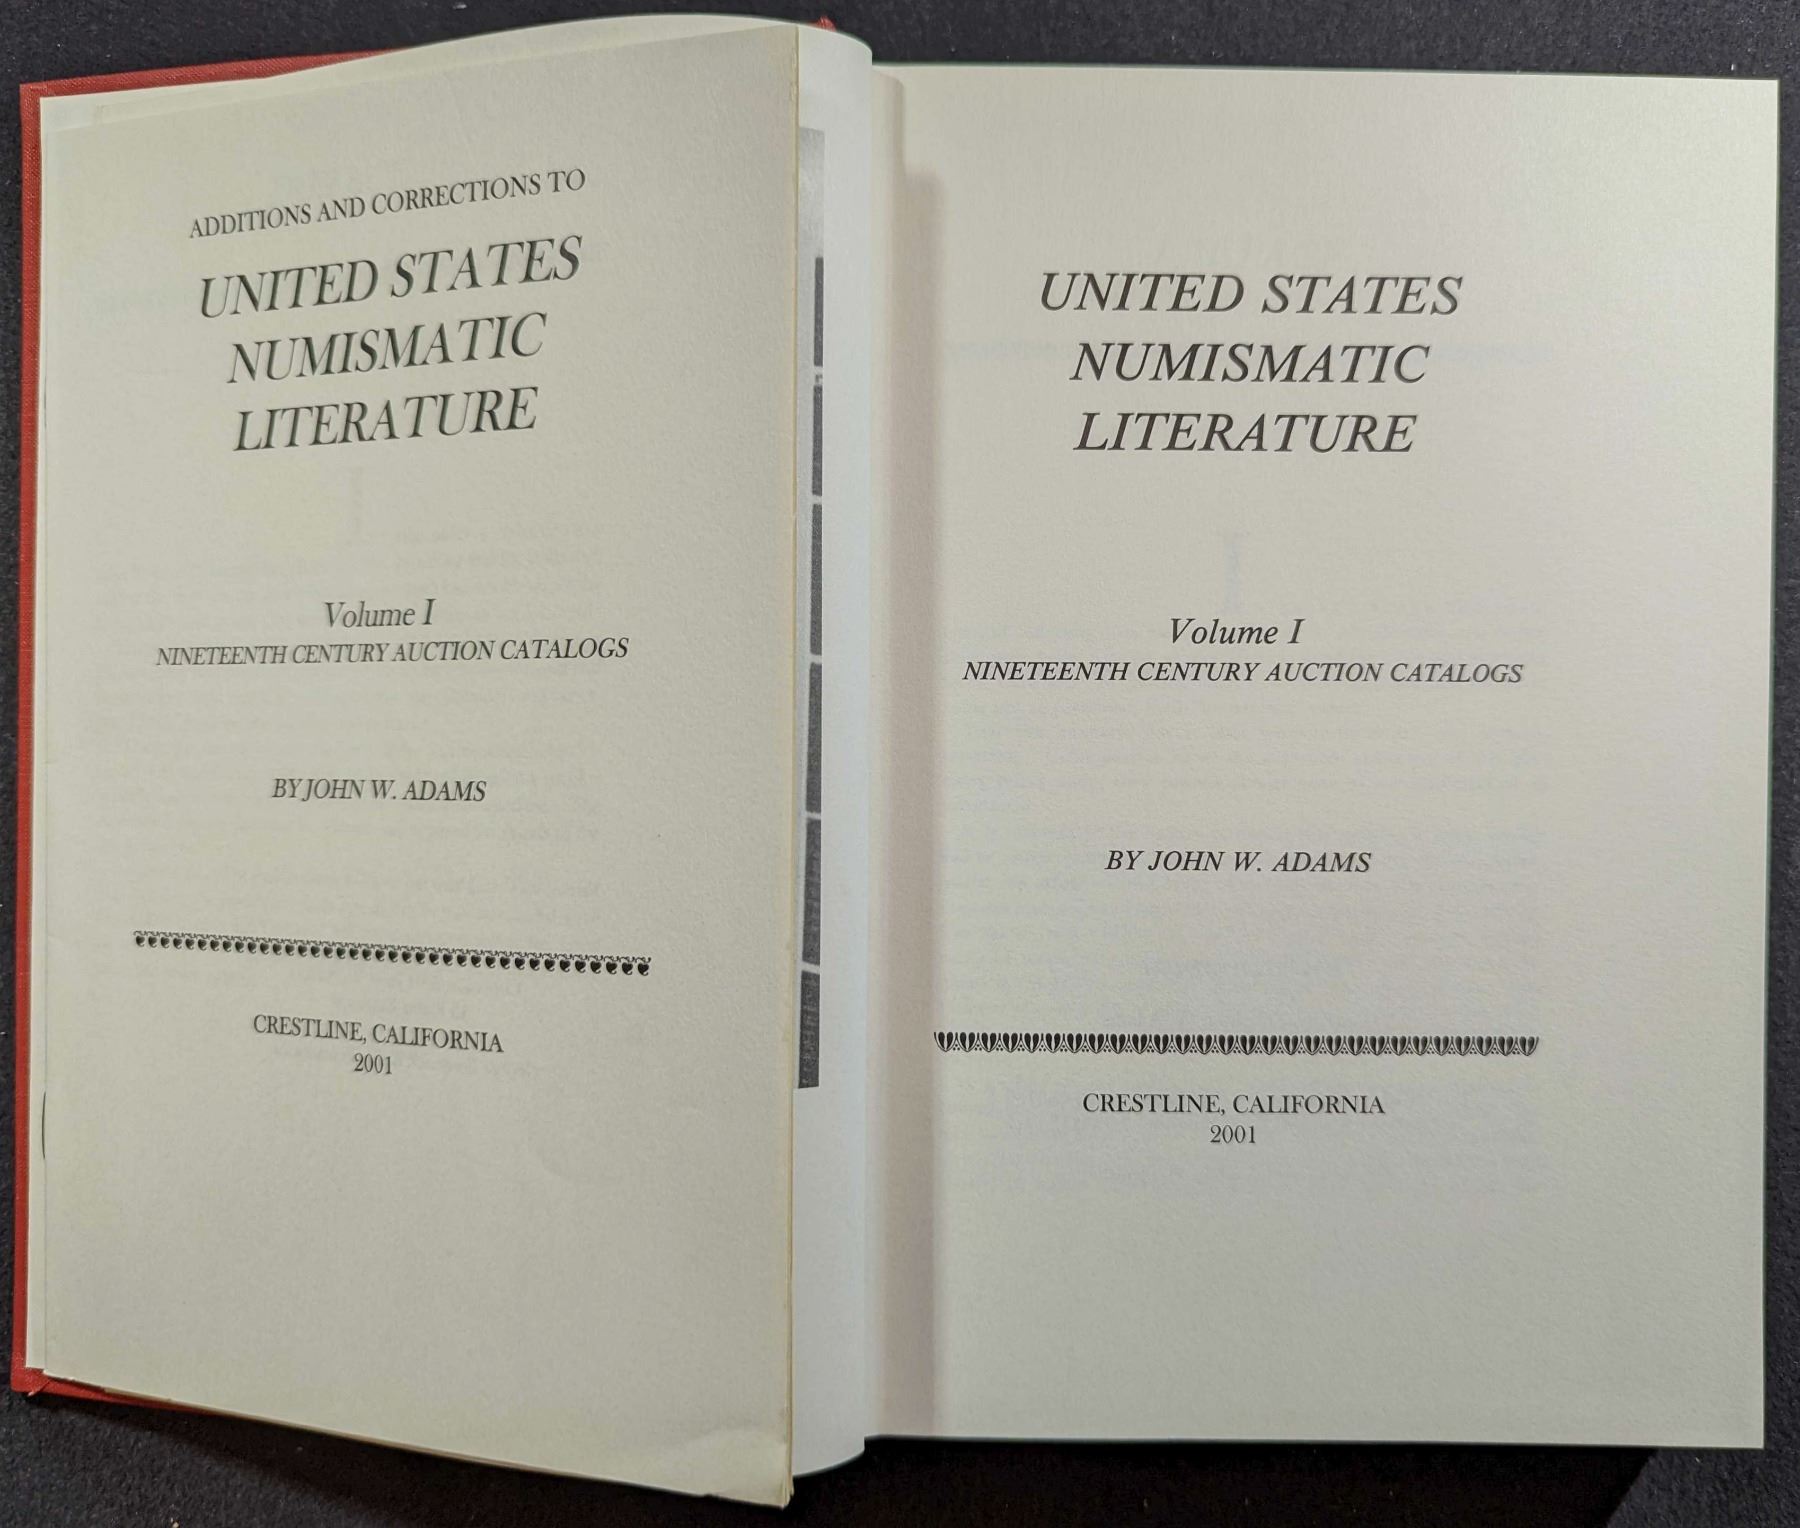 ADDITIONS AND CORRECTIONS TO
UNITED STATES
NUMISMATIC
LITERATURE
Volume I
NINETEENTH CENTURY AUCTION CATALOGS
BY JOHN W. ADAMS
CRESTLINE, CALIFORNIA
2001
UNITED STATES
NUMISMATIC
LITERATURE
Volume I
NINETEENTH CENTURY AUCTION CATALOGS
BY JOHN W. ADAMS
CRESTLINE, CALIFORNIA
2001